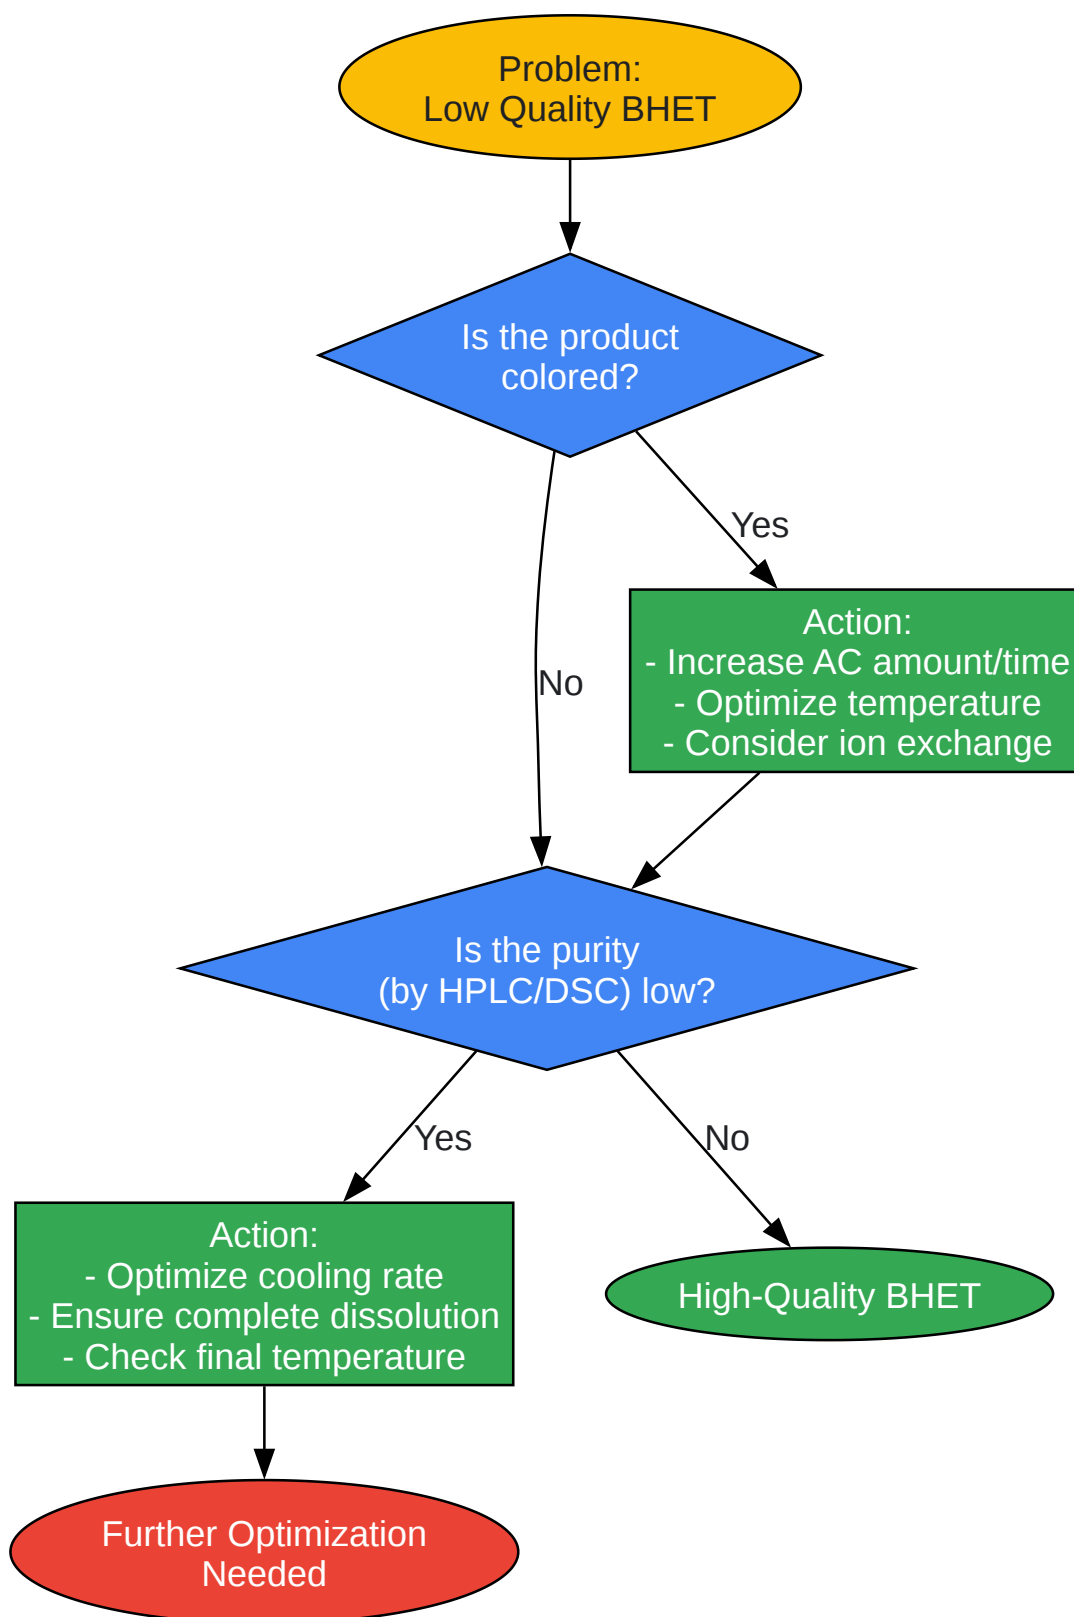 Problem:
Low Quality BHET
Is the product
colored?
Yes
Action:
- Increase AC amount/time
- Optimize temperature
- Consider ion exchange
No
Is the purity
(by HPLC/DSC) low?
Yes
No
Action:
- Optimize cooling rate
- Ensure complete dissolution
- Check final temperature
High-Quality BHET
Further Optimization
Needed